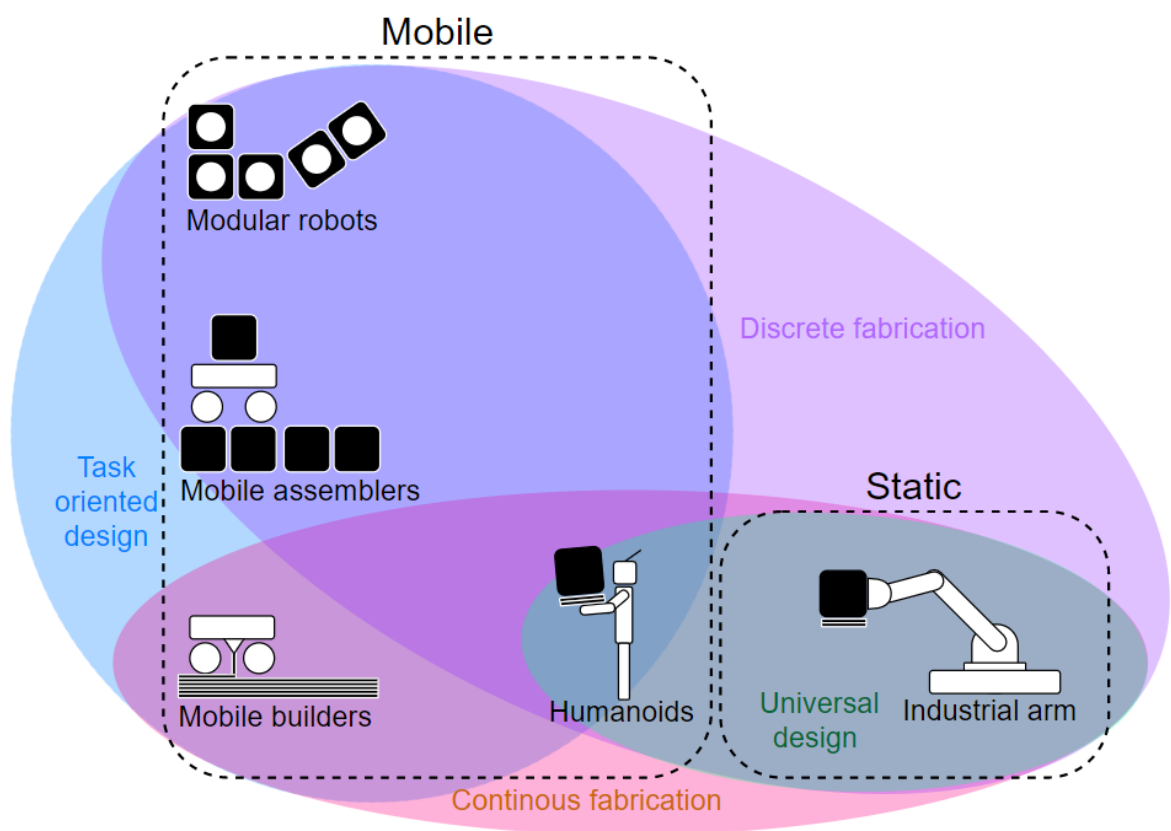 Mobile
Modular robots
Discrete fabrication
Task
oriented
design
Mobile assemblers
Static
Mobile builders
Humanoids
Universal
design
Industrial arm
Continous fabrication